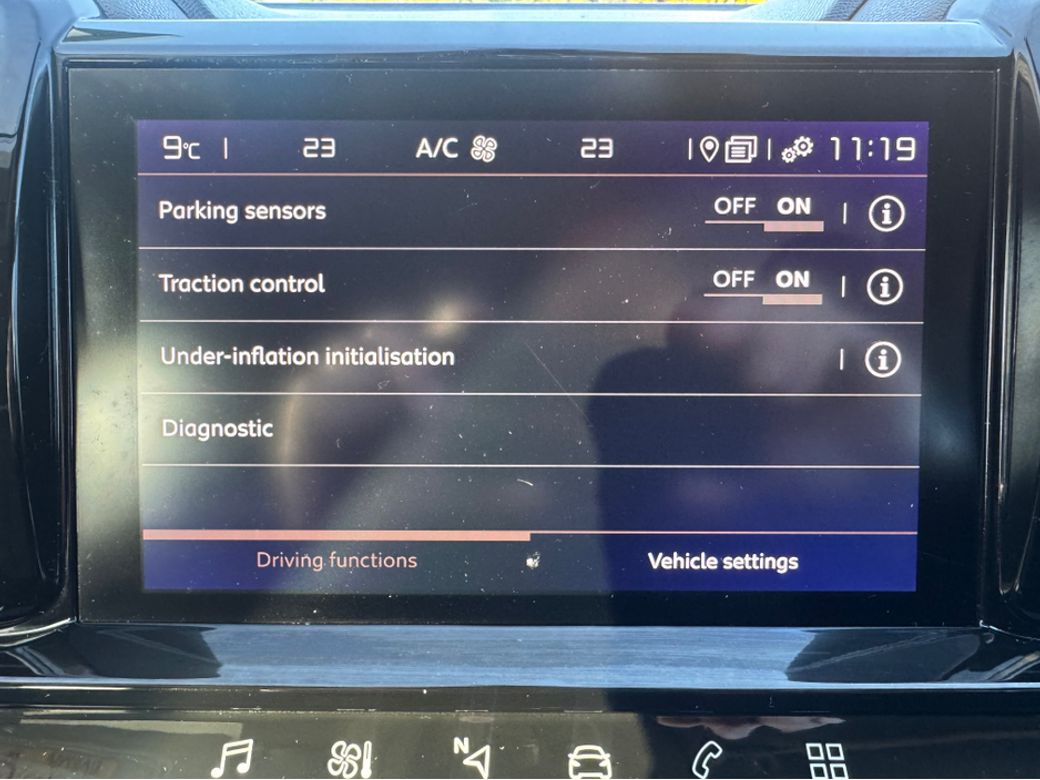 9°C 23 A/C 23 11:19
Parking sensors OFF ON
Traction control OFF ON
Under-inflation initialisation
Diagnostic
Driving functions Vehicle settings
N